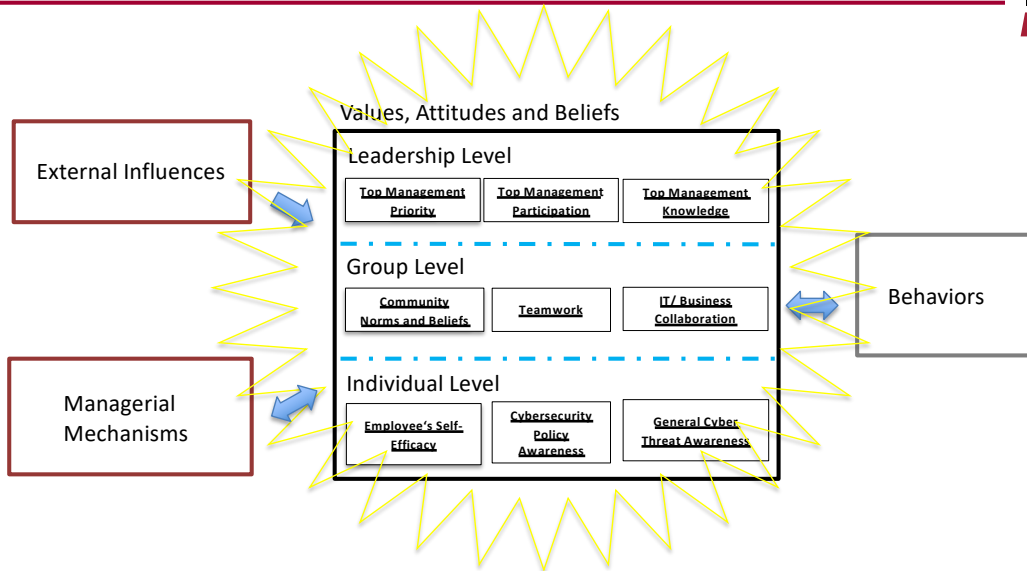 Values, Attitudes and Beliefs
External Influences
Leadership Level
Top Management
Priority
Top Management
Participation
Top Management
Knowledge
Group Level
Community
Norms and Beliefs
Teamwork
IT/ Business
Collaboration
Behaviors
Individual Level
Managerial
Mechanisms
Employee's Self-
Efficacy
Cybersecurity
Policy
Awareness
General Cyber
Threat Awareness